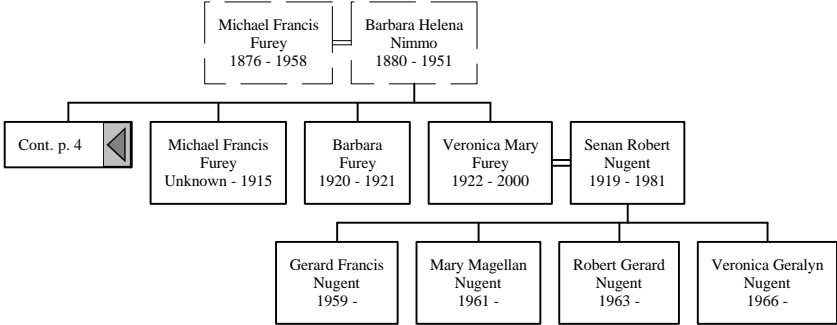 Michael Francis
Furey
1876 - 1958
Barbara Helena
Nimmo
1880 - 1951
Cont. p. 4
Michael Francis
Furey
Unknown - 1915
Barbara
Furey
1920 - 1921
Veronica Mary
Furey
1922 - 2000
Senan Robert
Nugent
1919 - 1981
Gerard Francis
Nugent
1959 -
Mary Magellan
Nugent
1961 -
Robert Gerard
Nugent
1963 -
Veronica Geralyn
Nugent
1966 -